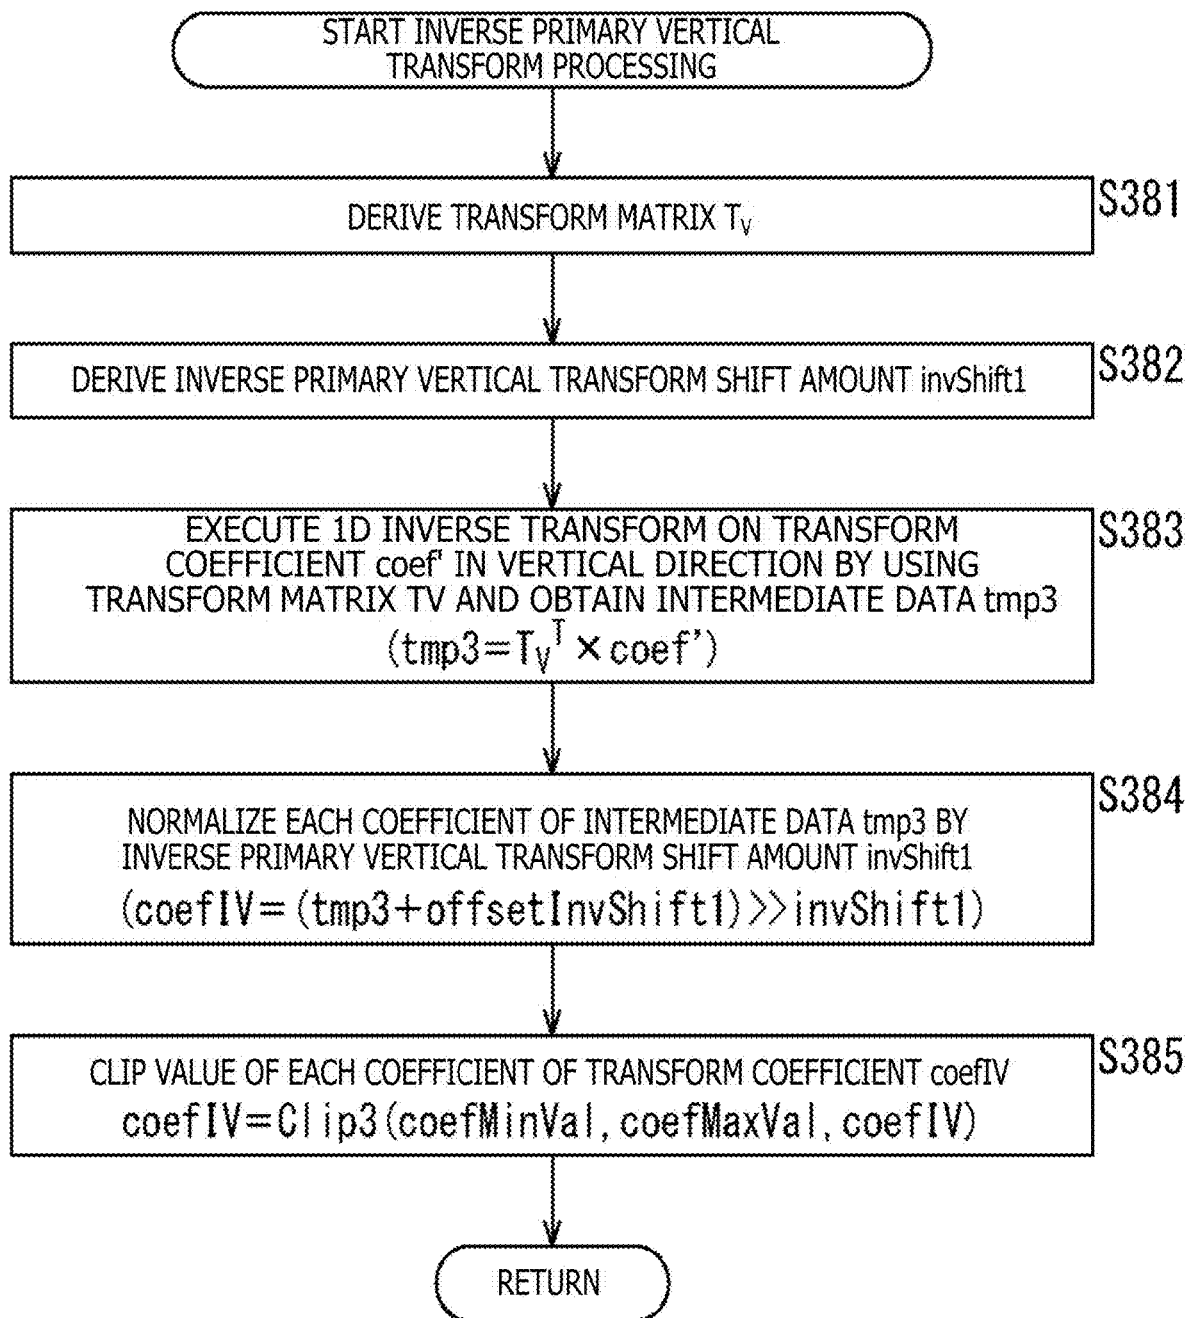 START INVERSE PRIMARY VERTICAL
TRANSFORM PROCESSING
DERIVE TRANSFORM MATRIX T_V
S381
DERIVE INVERSE PRIMARY VERTICAL TRANSFORM SHIFT AMOUNT invShift1
S382
EXECUTE 1D INVERSE TRANSFORM ON TRANSFORM
COEFFICIENT coef' IN VERTICAL DIRECTION BY USING
TRANSFORM MATRIX TV AND OBTAIN INTERMEDIATE DATA tmp3
(tmp3=T_V^T×coef')
S383
NORMALIZE EACH COEFFICIENT OF INTERMEDIATE DATA tmp3 BY
INVERSE PRIMARY VERTICAL TRANSFORM SHIFT AMOUNT invShift1
(coefIV=(tmp3+offsetInvShift1)>>invShift1)
S384
CLIP VALUE OF EACH COEFFICIENT OF TRANSFORM COEFFICIENT coefIV
coefIV=Clip3(coefMinVal, coefMaxVal, coefIV)
S385
RETURN